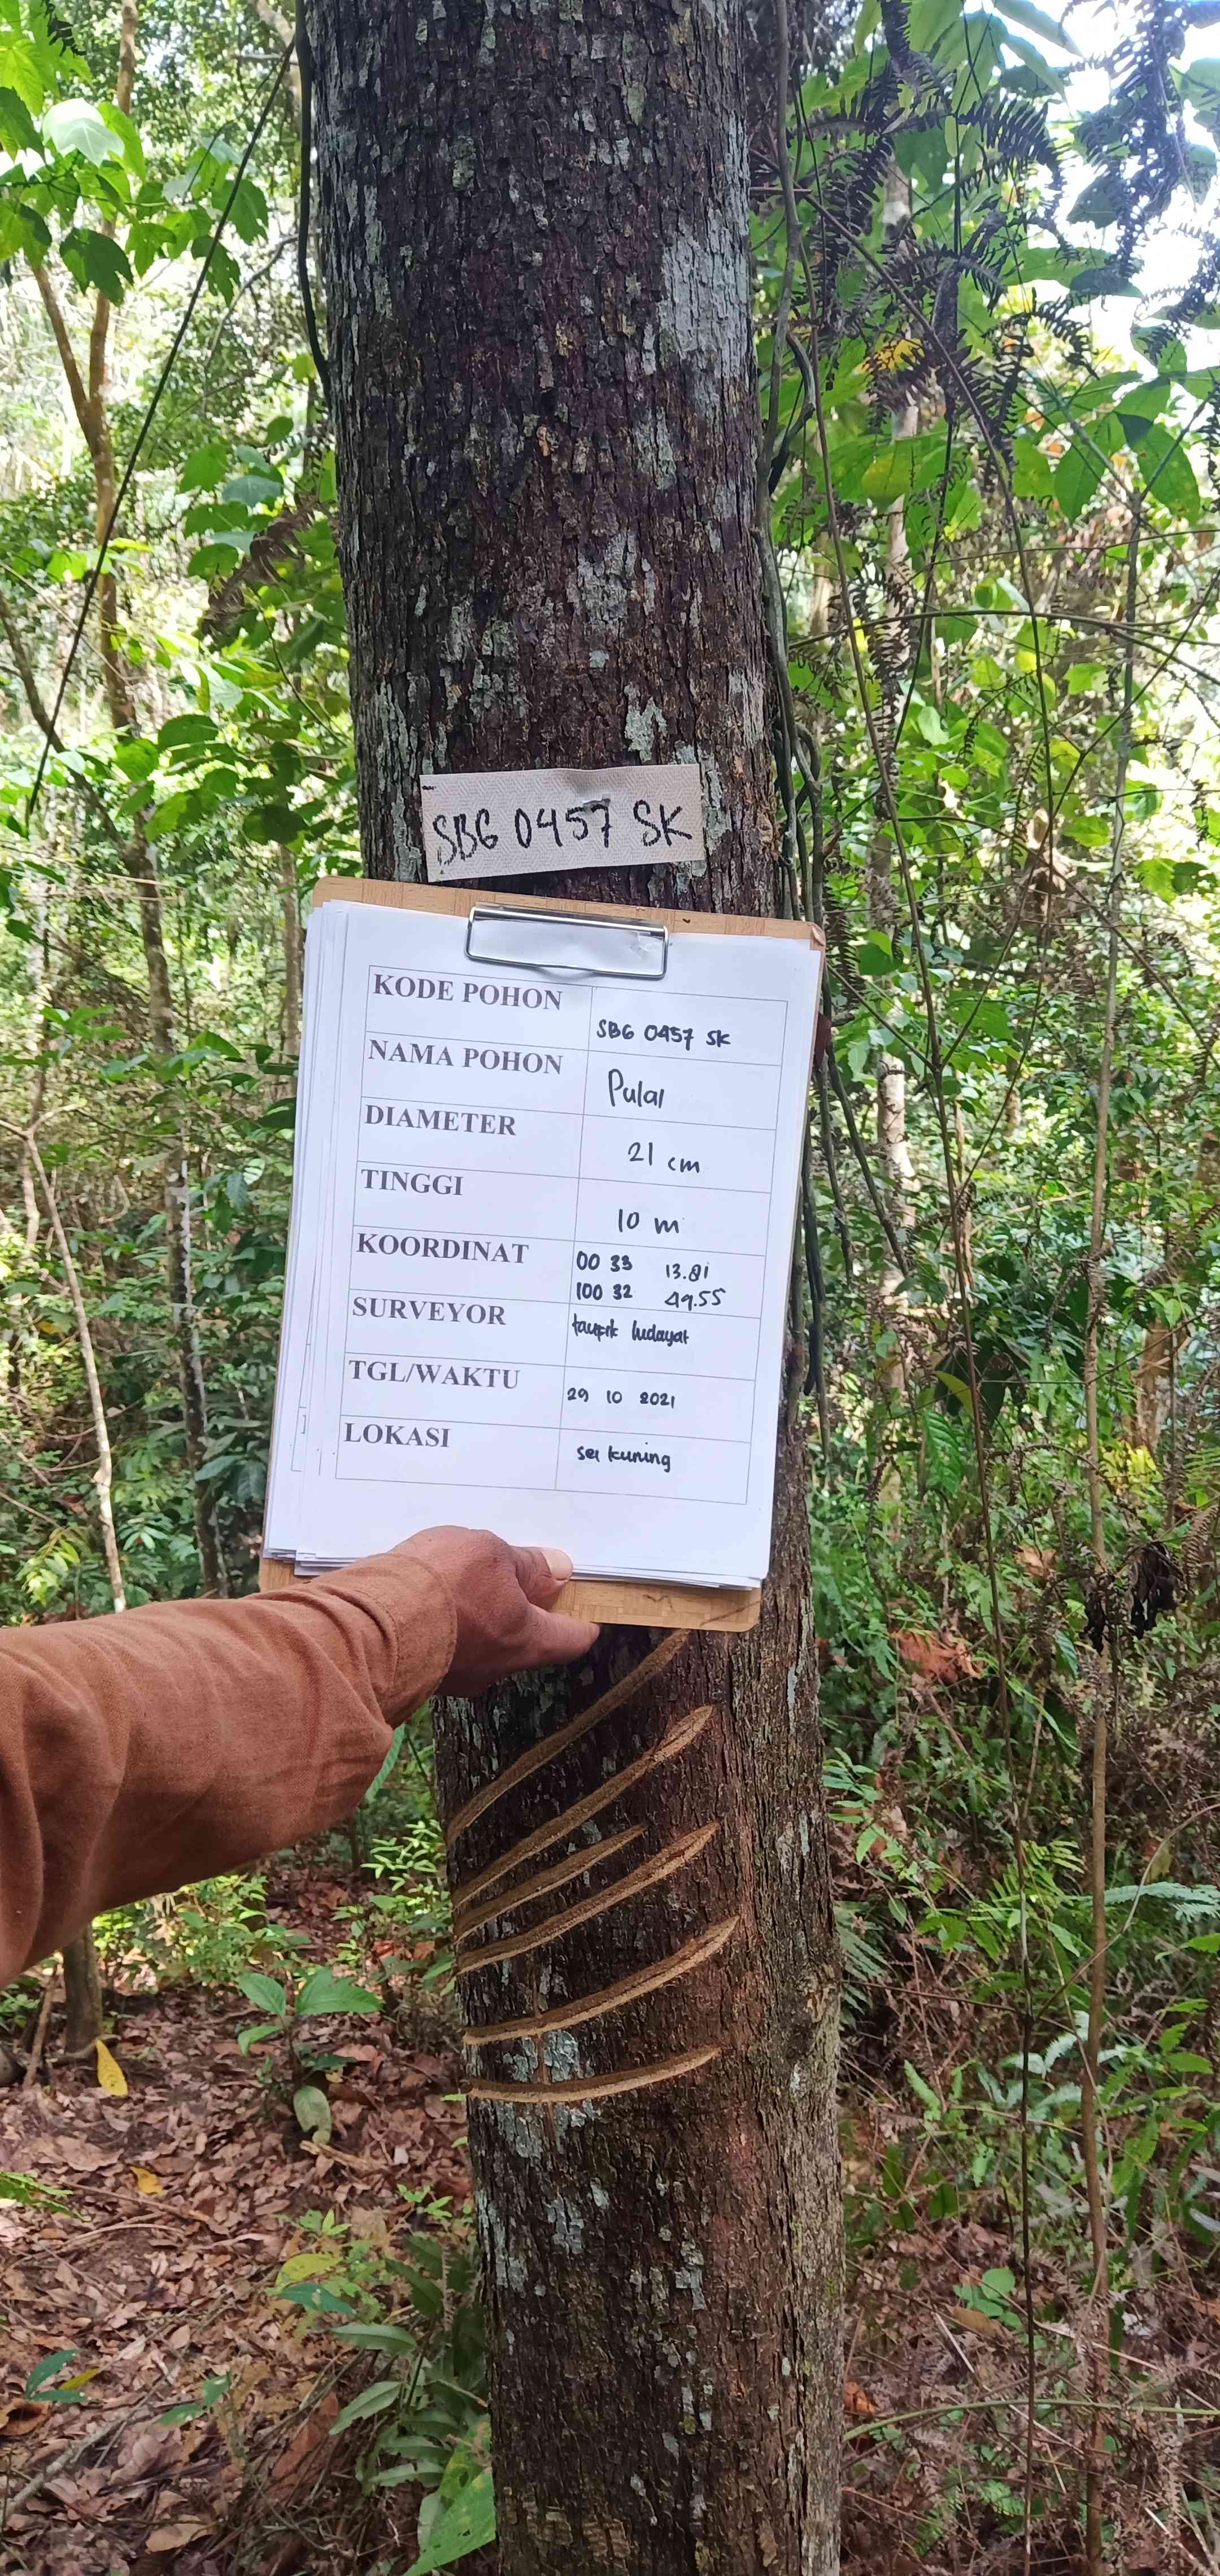 SBG 0457 SK
KODE POHON SBG 0457 SK
NAMA POHON Pulai
DIAMETER 21 cm
TINGGI 10 m
KOORDINAT 00 33 13.81
100 32 49.55
SURVEYOR taufik hidayat
TGL/WAKTU 29 10 2021
LOKASI sei kuning